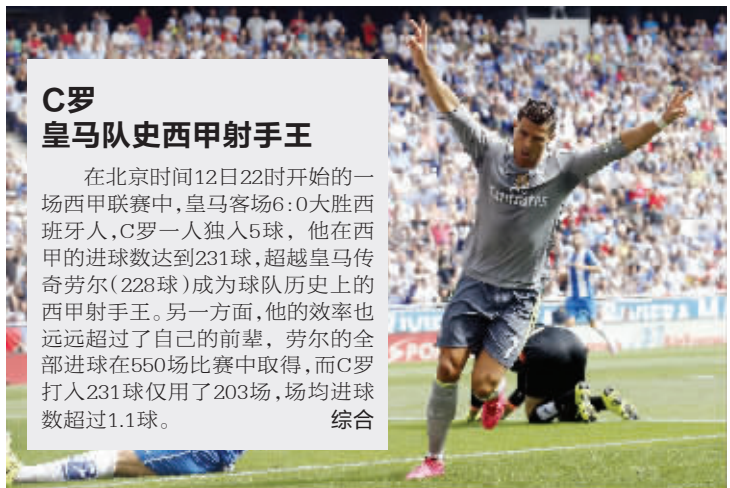 C罗
皇马队史西甲射手王
在北京时间12日22时开始的一
场西甲联赛中,皇马客场6:0大胜西
班牙人,C罗一人独入5球，他在西
甲的进球数达到231球,超越皇马传
奇劳尔(228球)成为球队历史上的
西甲射手王。另一方面,他的效率也
远远超过了自己的前辈，劳尔的全
部进球在550场比赛中取得,而C罗
打入231球仅用了203场,场均进球
数超过1.1球。 综合
Emirates